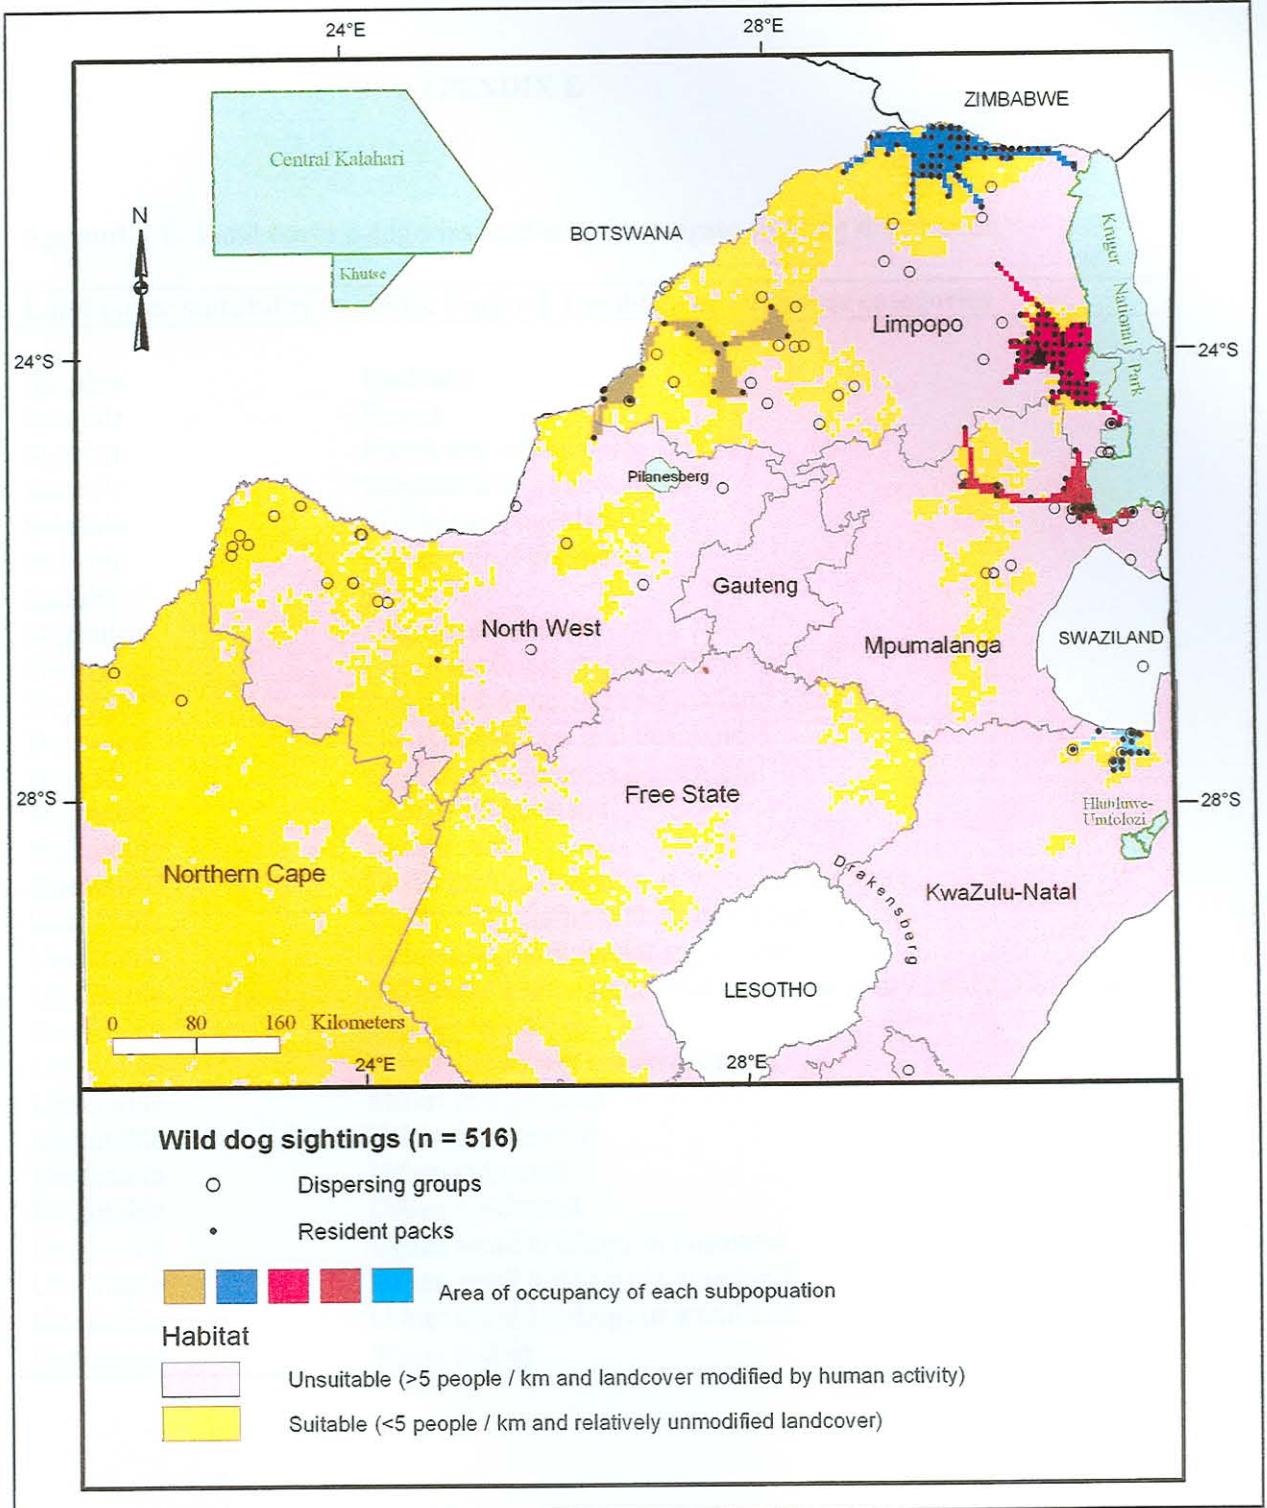 24°E
28°E
ZIMBABWE
Central Kalahari
N
BOTSWANA
Khutse
Kruger
National
Park
Limpopo
24°S
24°S
Pilanesberg
Gauteng
North West
Mpumalanga
SWAZILAND
Free State
28°S
28°S
Hluhluwe-
Umfolozi
Northern Cape
Drakensberg
KwaZulu-Natal
LESOTHO
0 80 160 Kilometers
24°E
28°E
Wild dog sightings (n = 516)
Dispersing groups
Resident packs
Area of occupancy of each subpopuation
Habitat
Unsuitable (>5 people / km and landcover modified by human activity)
Suitable (<5 people / km and relatively unmodified landcover)